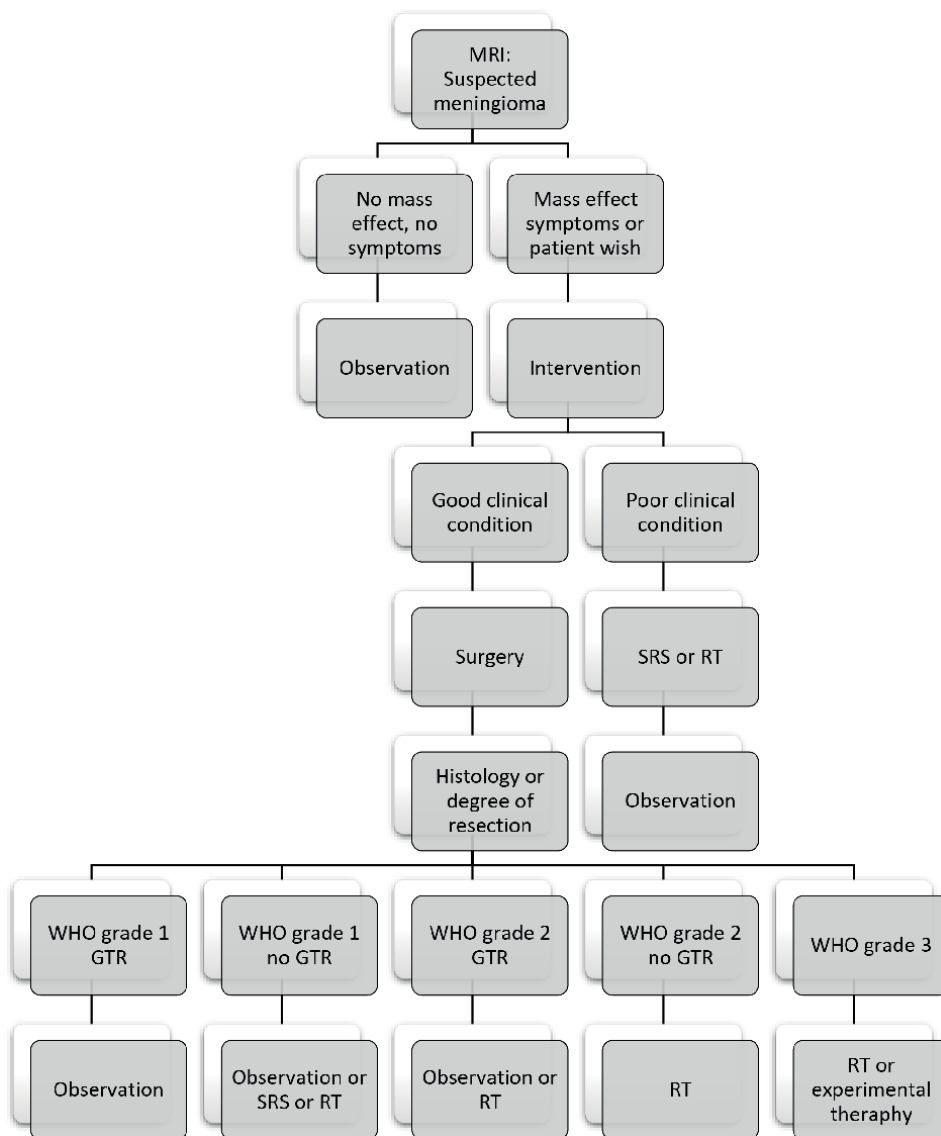 MRI:
Suspected
meningioma
No mass
effect, no
symptoms
Mass effect
symptoms or
patient wish
Observation
Intervention
Good clinical
condition
Poor clinical
condition
Surgery
SRS or RT
Histology or
degree of
resection
Observation
WHO grade 1
GTR
WHO grade 1
no GTR
WHO grade 2
GTR
WHO grade 2
no GTR
WHO grade 3
Observation
Observation or
SRS or RT
Observation or
RT
RT
RT or
experimental
theraphy